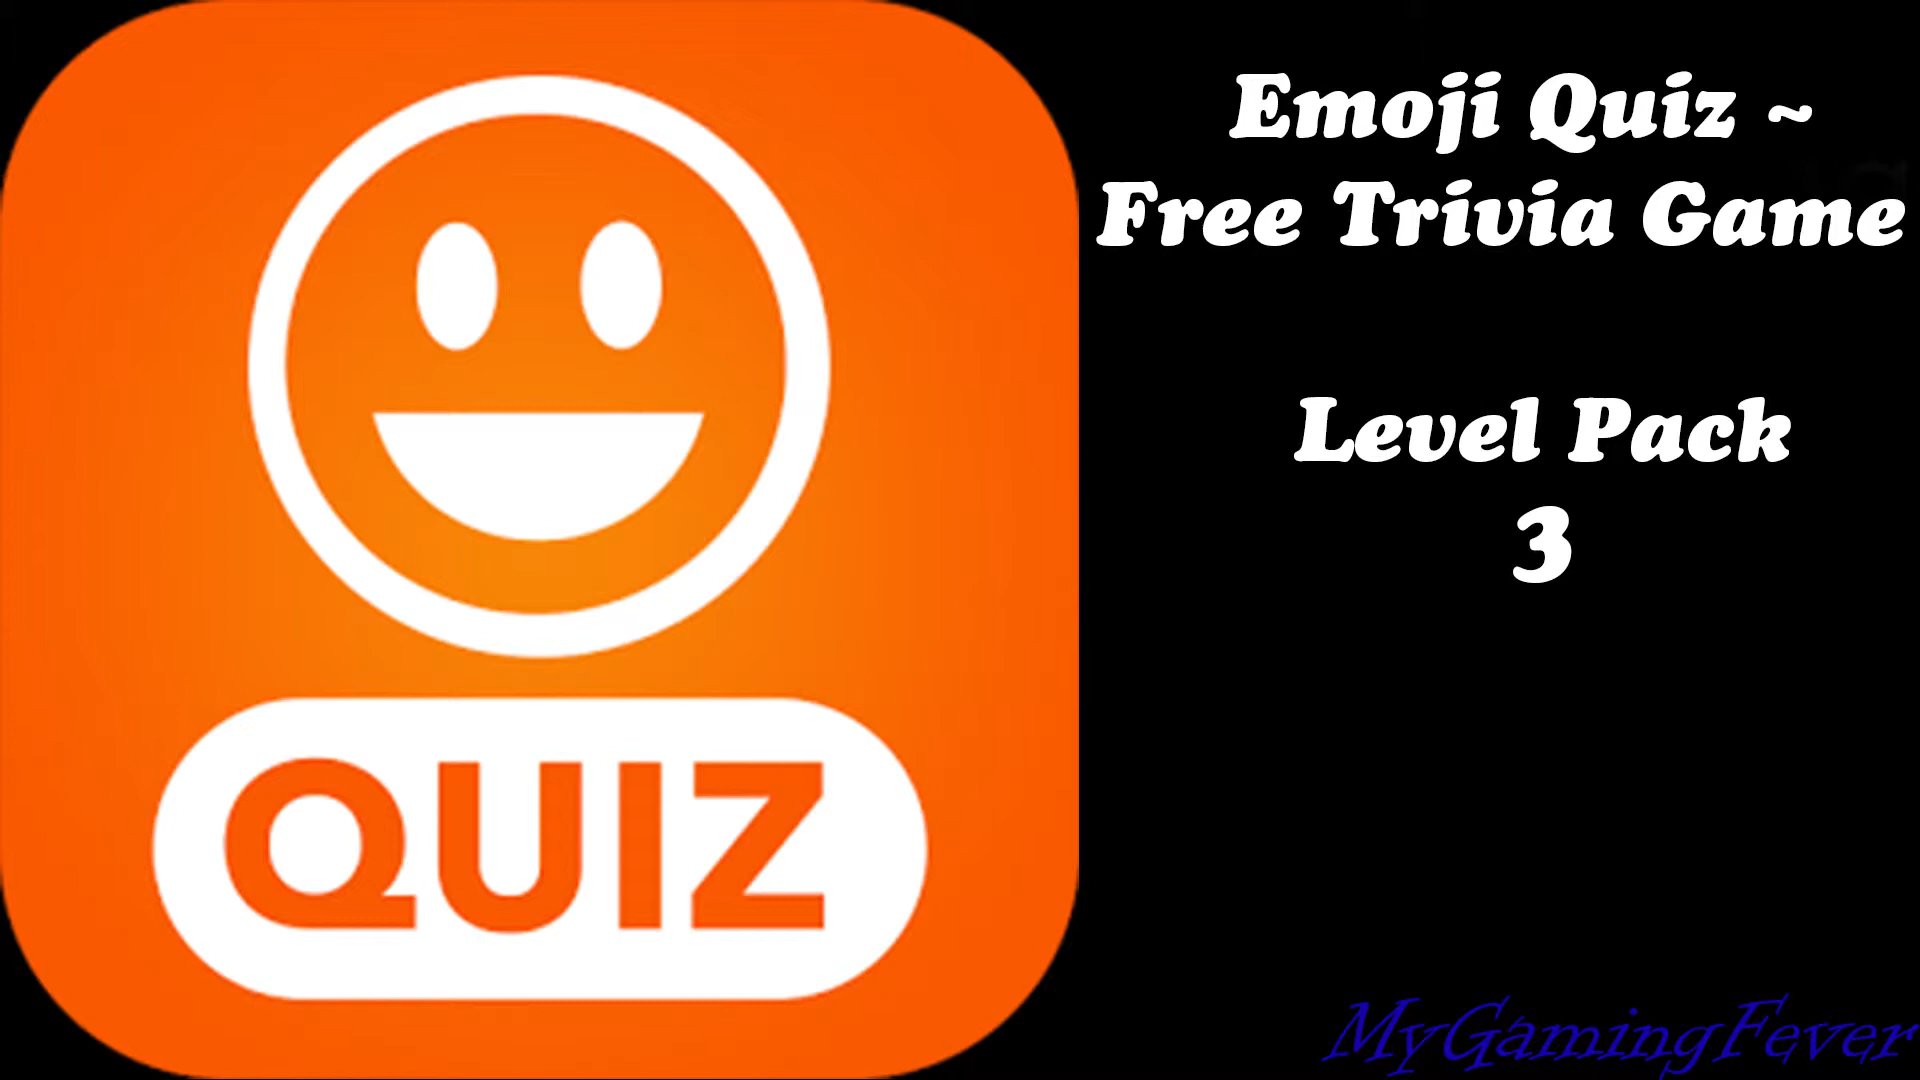 Emoji Quiz ~
Free Trivia Game
Level Pack
3
QUIZ
MyGamingFever